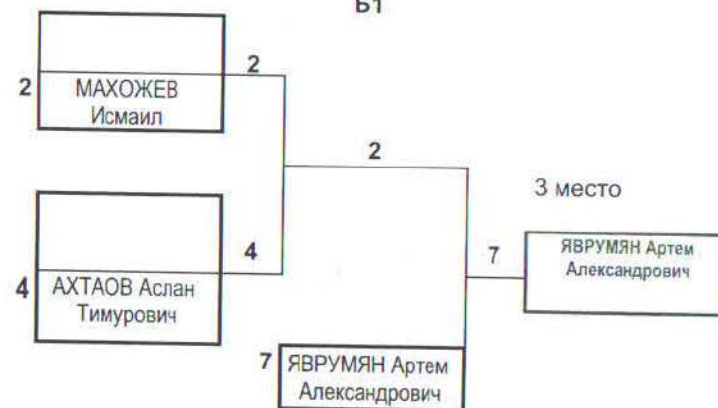 Б1
2
2 МАХОЖЕВ
Исмаил
2
3 место
4
7
ЯВРУМЯН Артем
Александрович
4 АХТАОВ Аслан
Тимурович
7 ЯВРУМЯН Артем
Александрович